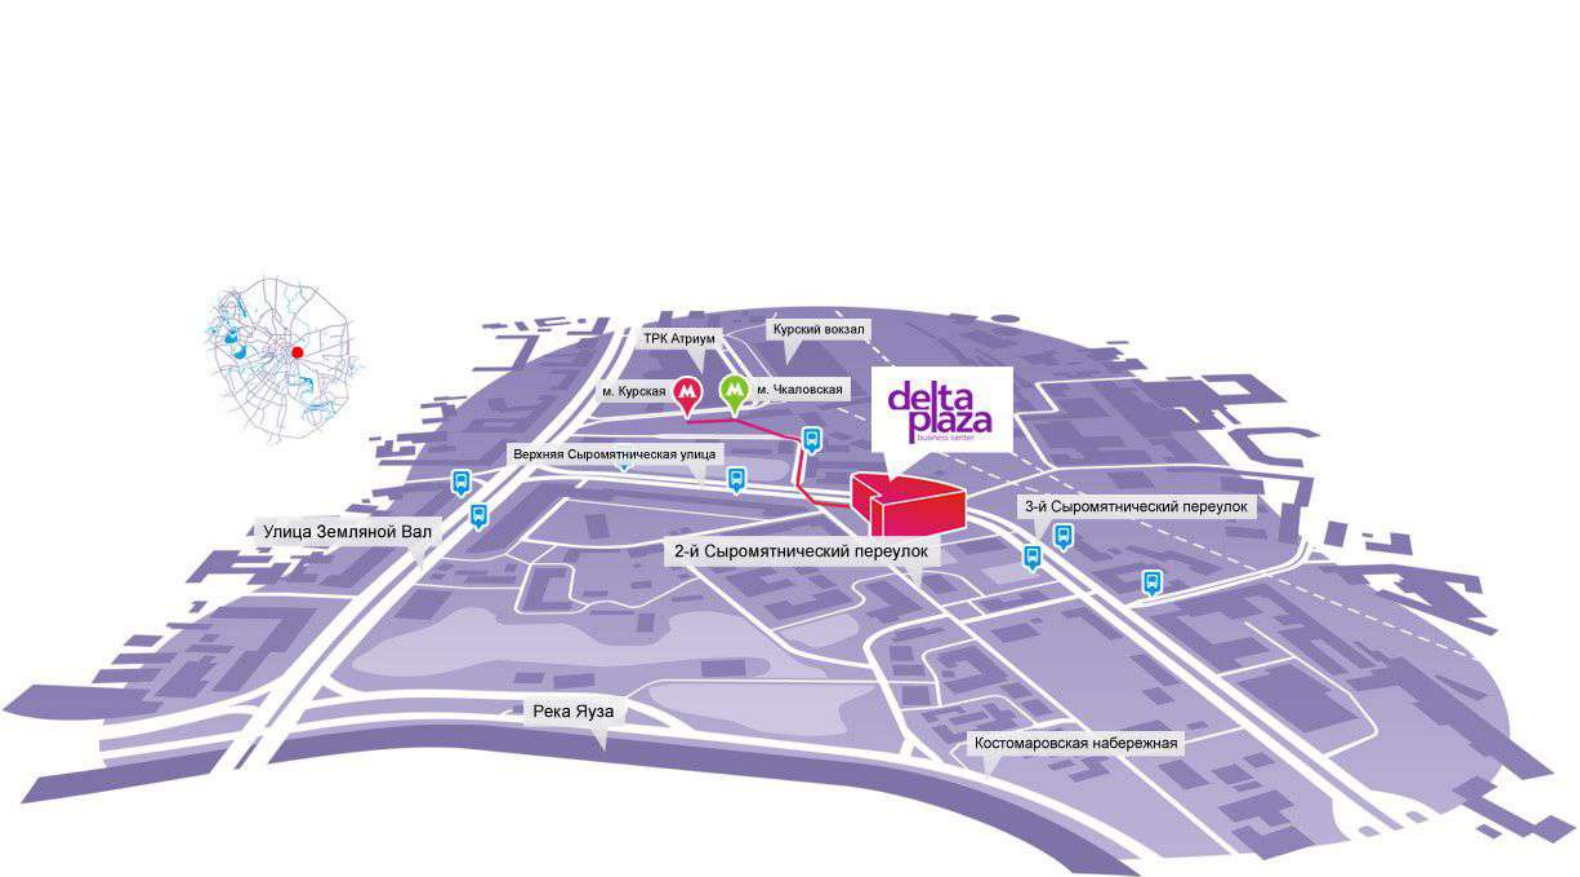 Курский вокзал
ТРК Атриум
м. Курская
м. Чкаловская
delta
plaza
business center
Верхняя Сыромятническая улица
3-й Сыромятнический переулок
Улица Земляной Вал
2-й Сыромятнический переулок
Река Яуза
Костомаровская набережная